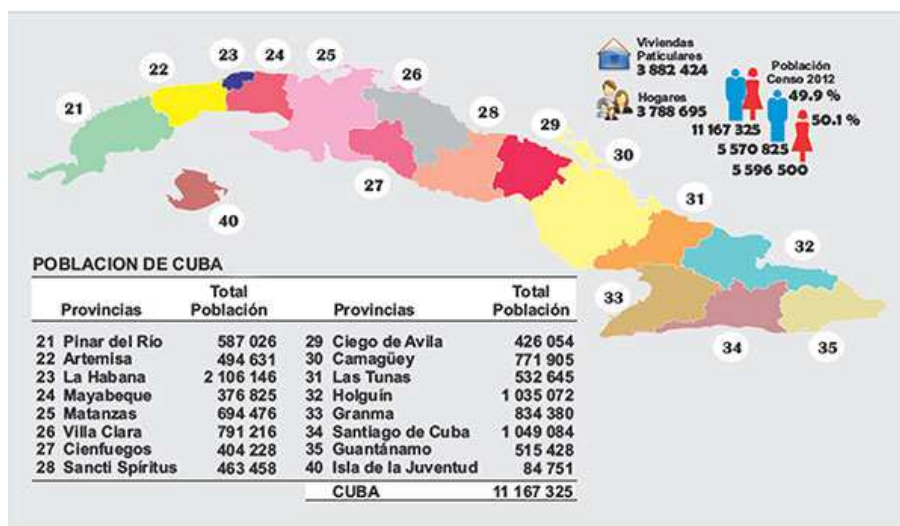 23
24
25
22
26
21
28
29
30
27
40
31
32
33
34
35
Viviendas
Paticulares
3 882 424
Hogares
3 788 695
Población
Censo 2012
49.9 %
50.1 %
11 167 325
5 570 825
5 596 500
POBLACION DE CUBA
Provincias Total Población Provincias Total Población
21 Pinar del Río 587 026 29 Ciego de Avila 426 054
22 Artemisa 494 631 30 Camagüey 771 905
23 La Habana 2 106 146 31 Las Tunas 532 645
24 Mayabeque 376 825 32 Holguín 1 035 072
25 Matanzas 694 476 33 Granma 834 380
26 Villa Clara 791 216 34 Santiago de Cuba 1 049 084
27 Cienfuegos 404 228 35 Guantánamo 515 428
28 Sancti Spíritus 463 458 40 Isla de la Juventud 84 751
CUBA 11 167 325